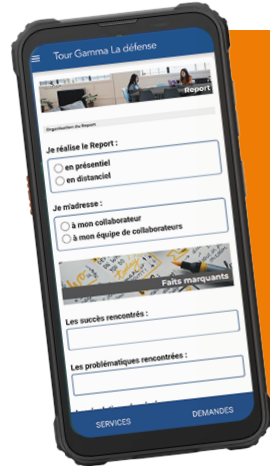 Tour Gamma La défense
Report
Organisation du Report
Je réalise le Report :
en présentiel
en distanciel
Je m'adresse :
à mon collaborateur
à mon équipe de collaborateurs
Faits marquants
Les succès rencontrés :
Les problématiques rencontrées :
SERVICES
DEMANDES